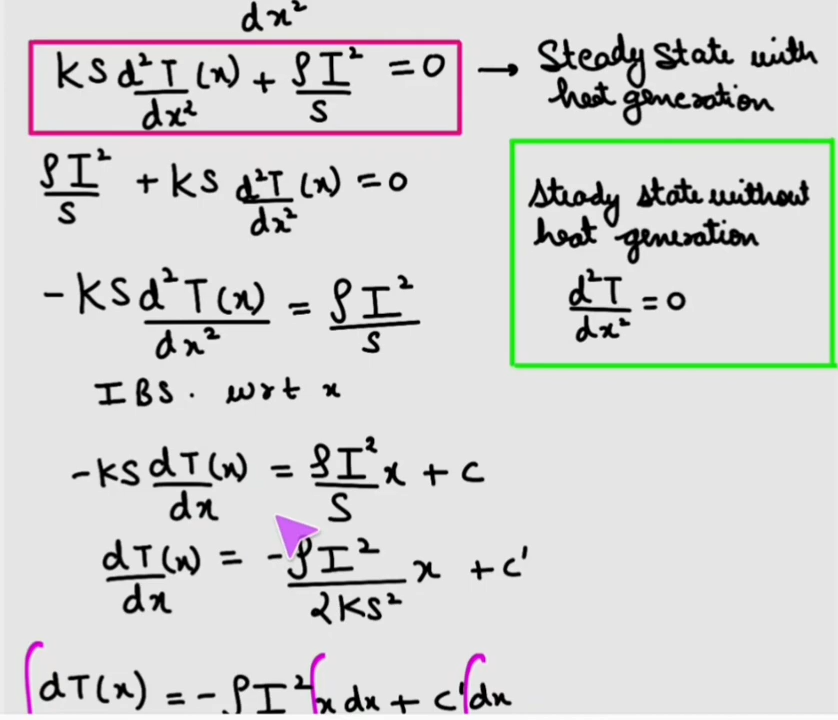 dx²
KS d²T(x)/dx² + ρI²/S = 0 → Steady State with
heat generation
ρI²/S + KS d²T/dx² (x) = 0
Steady state without
heat generation
d²T/dx² = 0
-KS d²T(x)/dx² = ρI²/S
IBS. wrt x
-KS dT(x)/dx = ρI²/S x + C
dT(x)/dx = -ρI²/2KS² x + C'
∫dT(x) = -ρI² ∫x dx + C' ∫dx